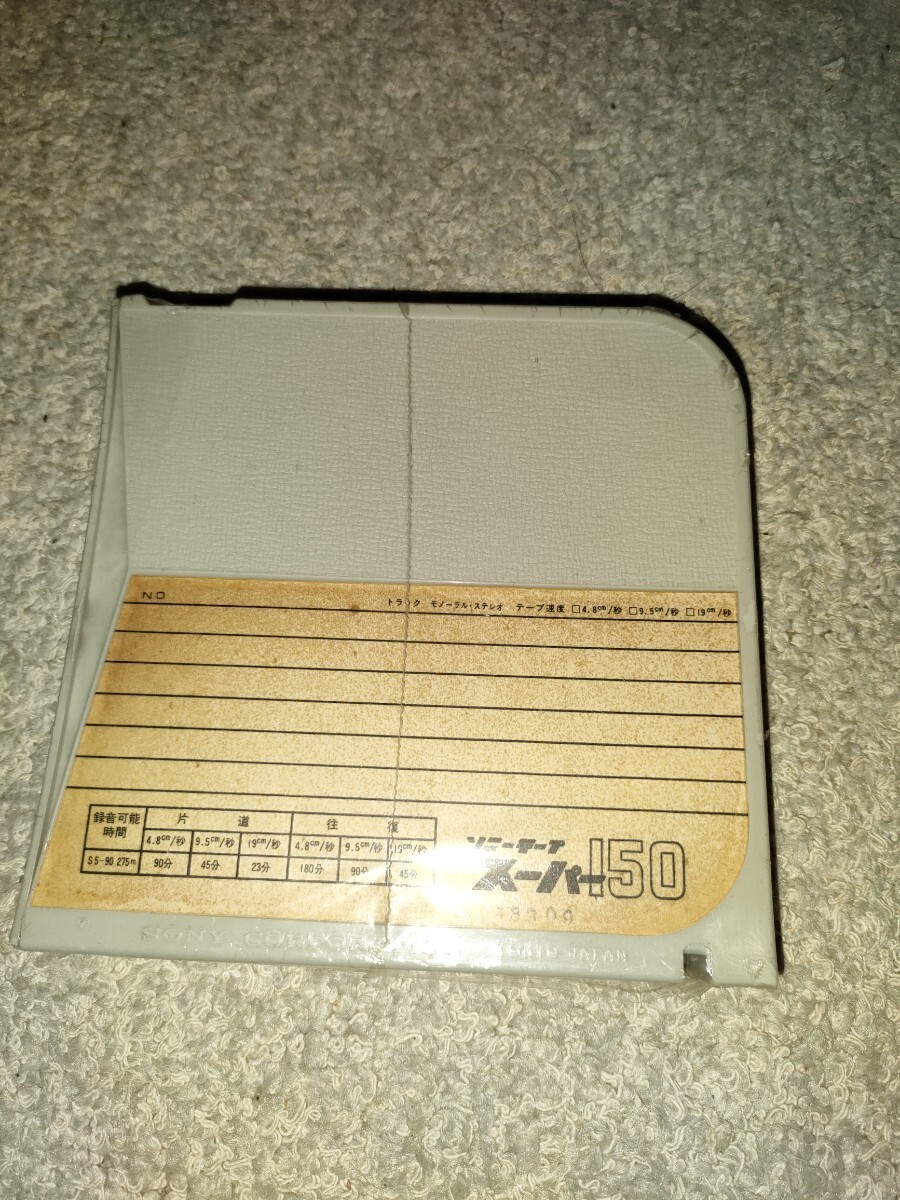 NO
トラック モノーラル・ステレオ テープ速度 □4.8cm/秒 □9.5cm/秒 □19cm/秒
録音可能時間 片道 往復
4.8cm/秒 9.5cm/秒 19cm/秒 4.8cm/秒 9.5cm/秒 19cm/秒
S5-90 275m 90分 45分 23分 180分 90分 45分
ソニーテープ
スーパー150
SONY JAPAN